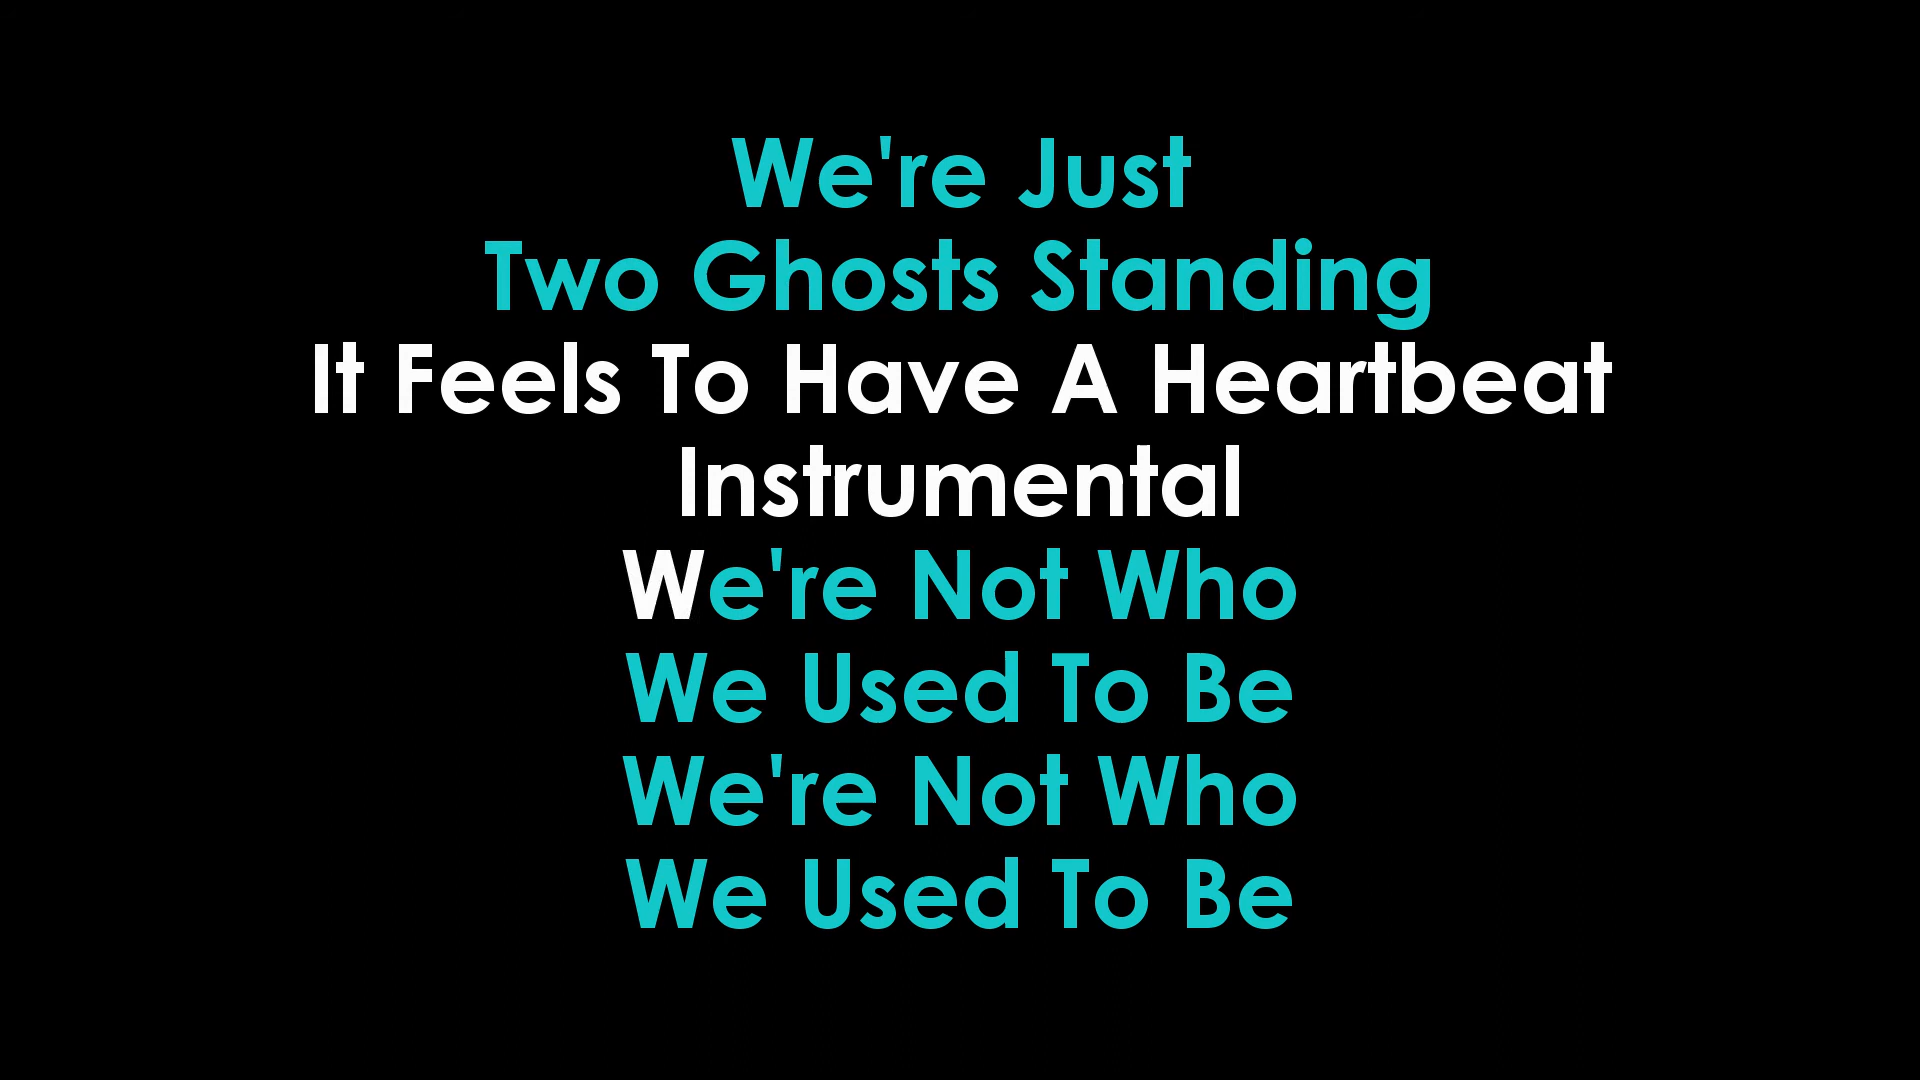 We're Just
Two Ghosts Standing
It Feels To Have A Heartbeat
Instrumental
We're Not Who
We Used To Be
We're Not Who
We Used To Be